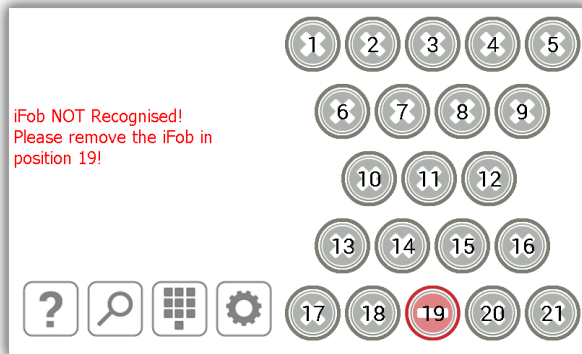 1 2 3 4 5
6 7 8 9
iFob NOT Recognised!
Please remove the iFob in
position 19!
10 11 12
13 14 15 16
?
17 18 19 20 21